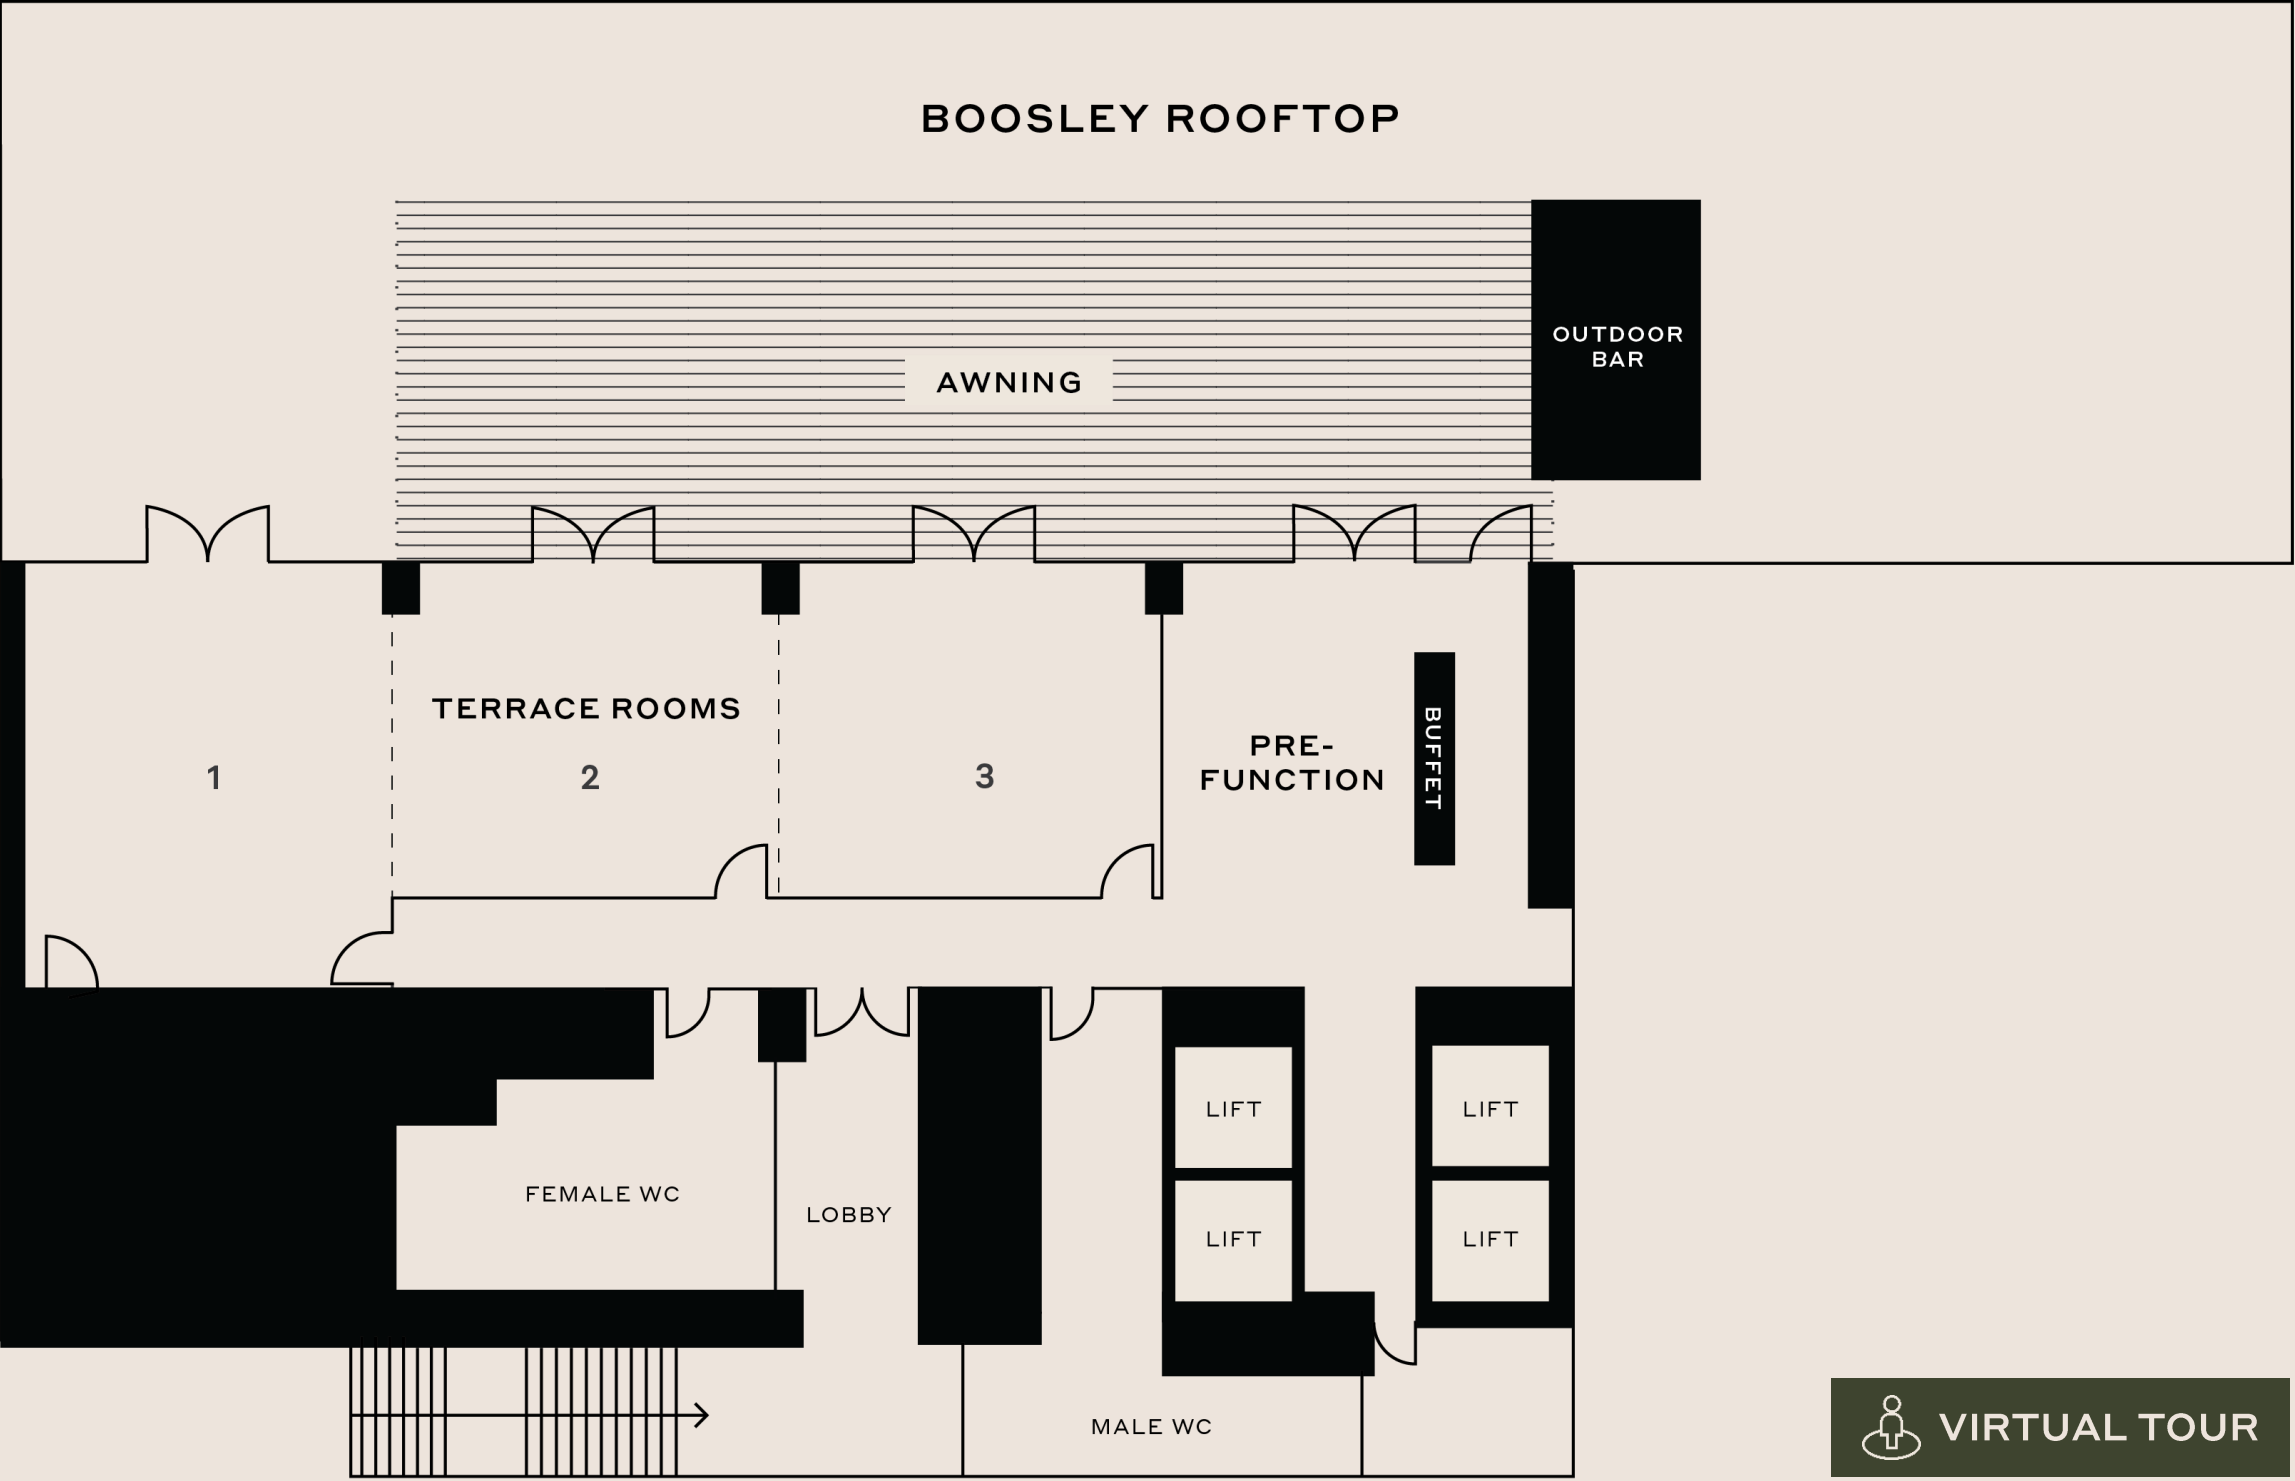 BOOSLEY ROOFTOP
OUTDOOR
BAR
AWNING
TERRACE ROOMS
1
2
3
PRE-
FUNCTION
BUFFET
LIFT
LIFT
FEMALE WC
LOBBY
LIFT
LIFT
MALE WC
VIRTUAL TOUR